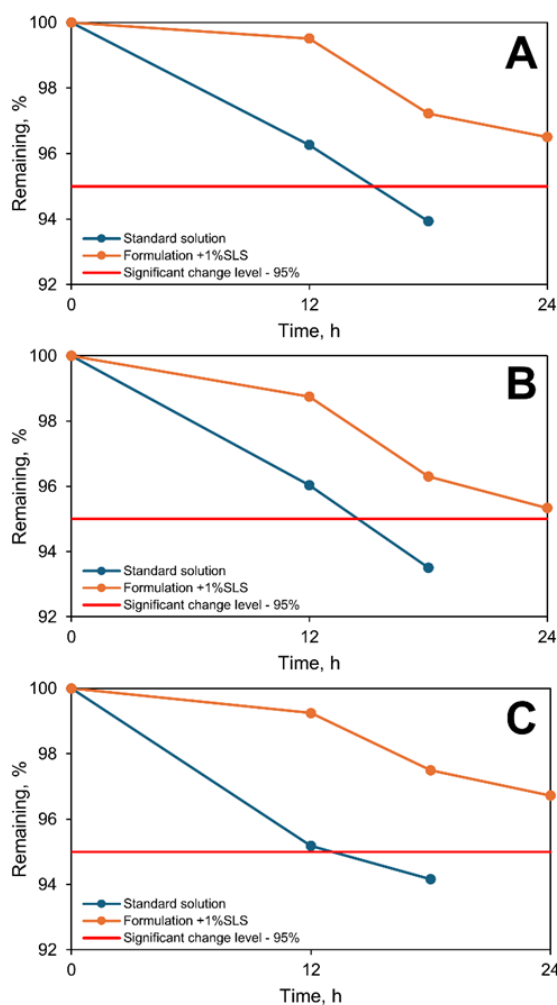 A
100
98
96
94
92
Remaining, %
Standard solution
Formulation +1%SLS
Significant change level - 95%
0
12
24
Time, h
B
100
98
96
94
92
Remaining, %
Standard solution
Formulation +1%SLS
Significant change level - 95%
0
12
24
Time, h
C
100
98
96
94
92
Remaining, %
Standard solution
Formulation +1%SLS
Significant change level - 95%
0
12
24
Time, h